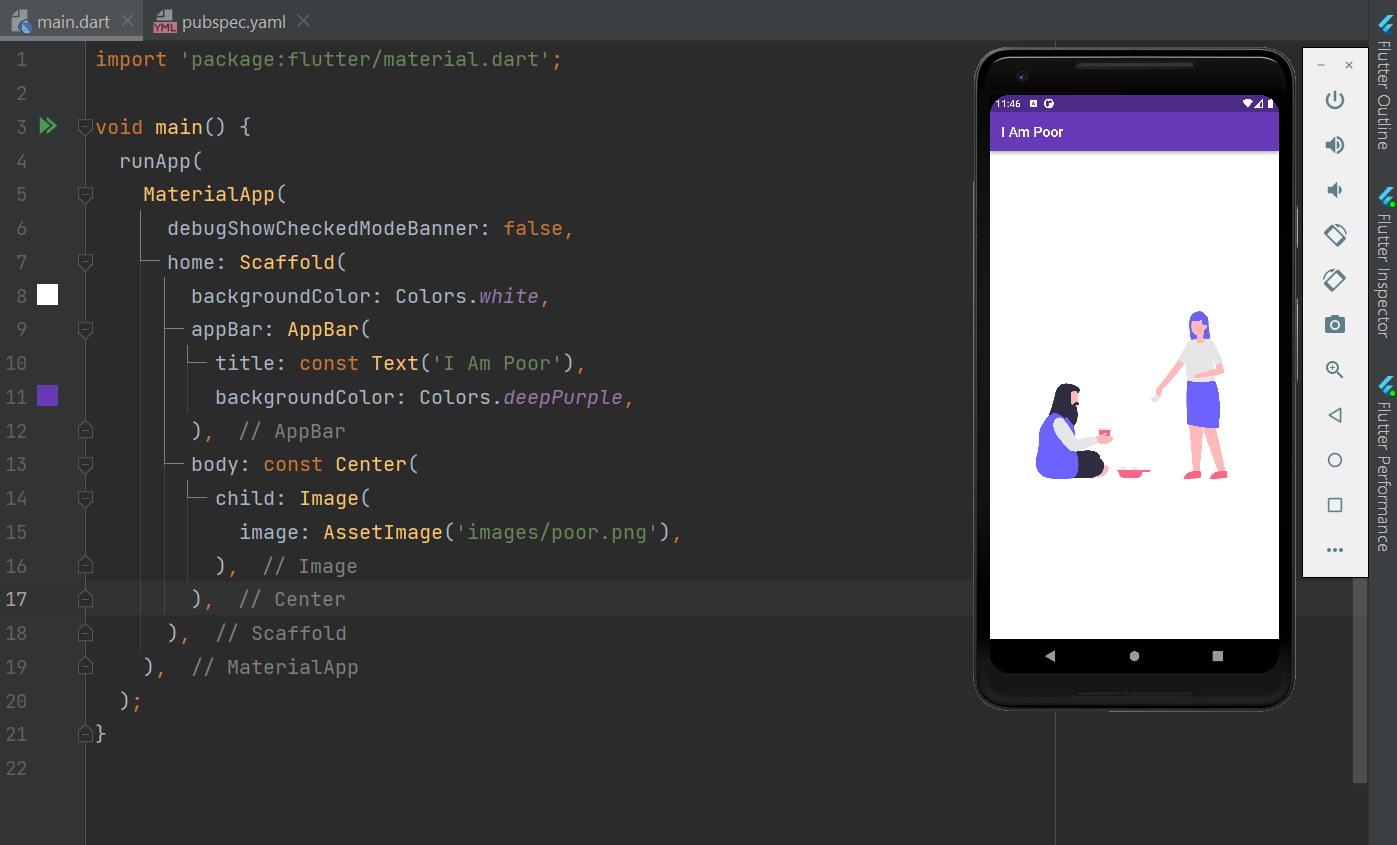 main.dart
pubspec.yaml
1 import 'package:flutter/material.dart';
2
3 void main() {
4 runApp(
5 MaterialApp(
6 debugShowCheckedModeBanner: false,
7 home: Scaffold(
8 backgroundColor: Colors.white,
9 appBar: AppBar(
10 title: const Text('I Am Poor'),
11 backgroundColor: Colors.deepPurple,
12 ), // AppBar
13 body: const Center(
14 child: Image(
15 image: AssetImage('images/poor.png'),
16 ), // Image
17 ), // Center
18 ), // Scaffold
19 ), // MaterialApp
20 );
21 }
22
11:46
I Am Poor
Flutter Outline
Flutter Inspector
Flutter Performance